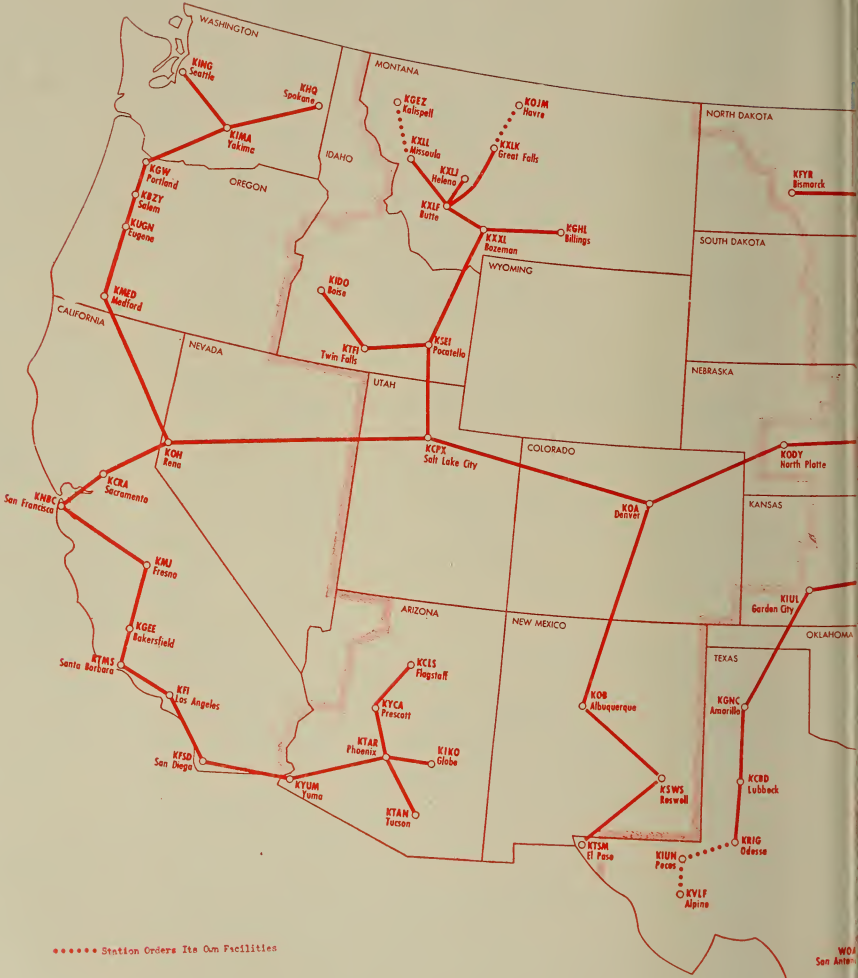 WASHINGTON
KING
Seattle
KHQ
Spokane
KIMA
Yakima
MONTANA
KGEZ
Kalispell
KOJM
Havre
KXLL
Missoula
KXLK
Great Falls
KXLJ
Helena
KXLF
Butte
KXXL
Bozeman
KGHL
Billings
NORTH DAKOTA
KFYR
Bismarck
SOUTH DAKOTA
IDAHO
KGW
Portland
OREGON
KBZY
Salem
KUGN
Eugene
KMED
Medford
WYOMING
KIDO
Boise
KTFI
Twin Falls
KSEI
Pocatello
CALIFORNIA
NEVADA
UTAH
NEBRASKA
KOH
Reno
KCPX
Salt Lake City
COLORADO
KODY
North Platte
KCRA
Sacramento
KNBC
San Francisco
KOA
Denver
KANSAS
KMJ
Fresno
KIUL
Garden City
KGEE
Bakersfield
ARIZONA
NEW MEXICO
OKLAHOMA
TEXAS
KTMS
Santa Barbara
KCLS
Flagstaff
KFI
Los Angeles
KYCA
Prescott
KOB
Albuquerque
KGNC
Amarillo
KTAR
Phoenix
KIKO
Globe
KFSD
San Diego
KYUM
Yuma
KSWS
Roswell
KCBD
Lubbock
KTAN
Tucson
KTSM
El Paso
KRIG
Odessa
KIUN
Pecos
KVLF
Alpine
•••••• Station Orders Its Own Facilities